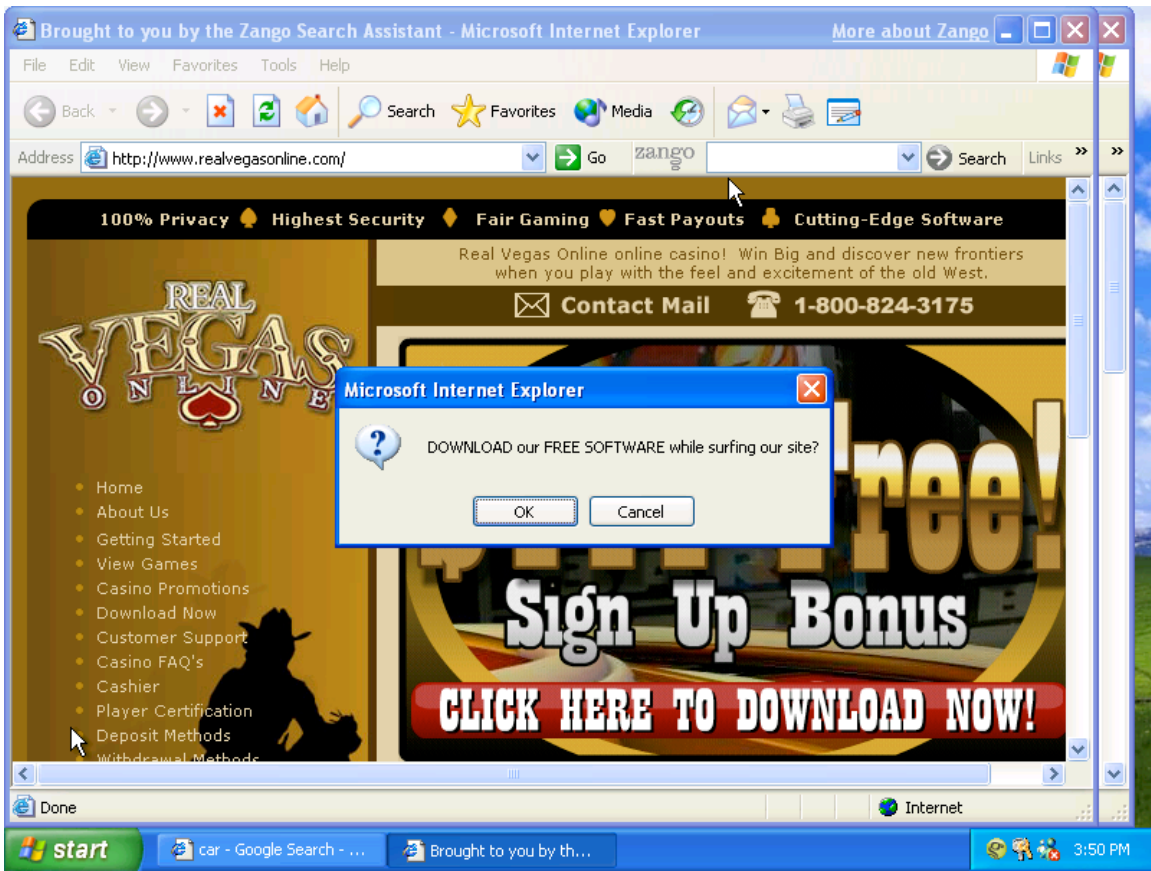 Brought to you by the Zango Search Assistant - Microsoft Internet Explorer More about Zango
File Edit View Favorites Tools Help
Back Search Favorites Media
Address http://www.realvegasonline.com/ Go zango Search Links » »
100% Privacy Highest Security Fair Gaming Fast Payouts Cutting-Edge Software
Real Vegas Online online casino! Win Big and discover new frontiers
when you play with the feel and excitement of the old West.
Contact Mail 1-800-824-3175
REAL
VEGAS
ONLINE
Microsoft Internet Explorer
DOWNLOAD our FREE SOFTWARE while surfing our site?
OK Cancel
Free!
Sign Up Bonus
CLICK HERE TO DOWNLOAD NOW!
Home
About Us
Getting Started
View Games
Casino Promotions
Download Now
Customer Support
Casino FAQ's
Cashier
Player Certification
Deposit Methods
Withdrawal Methods
Done Internet
start car - Google Search - ... Brought to you by th... 3:50 PM